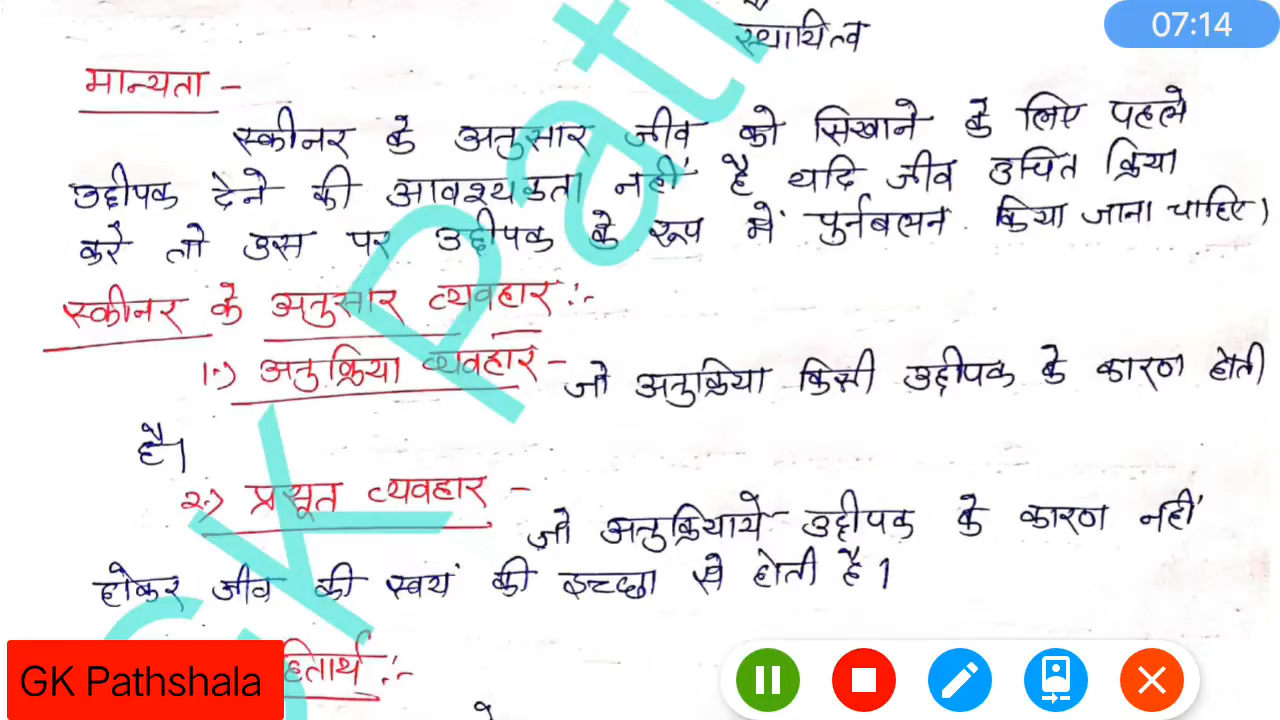 07:14
स्थायित्व
मान्यता -
स्कीनर के अनुसार जीव को सिखाने के लिए पहले
उद्दीपक देने की आवश्यकता नहीं है यदि जीव उचित क्रिया
करे तो उस पर उद्दीपक के रूप में पुर्नबलन किया जाना चाहिए।
स्कीनर के अनुसार व्यवहार :-
1.) अनुक्रिया व्यवहार - जो अनुक्रिया किसी उद्दीपक के कारण होती
है।
2.) प्रसूत व्यवहार - जो अनुक्रियाये उद्दीपक के कारण नहीं
होकर जीव की स्वयं की इच्छा से होती है।
हितार्थ :-
GK Pathshala